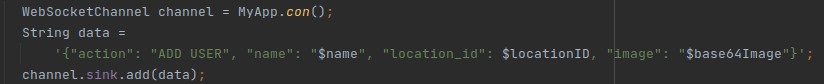 WebSocketChannel channel = MyApp.con();
String data =
'{"action": "ADD USER", "name": "$name", "location_id": $locationID, "image": "$base64Image"}';
channel.sink.add(data);